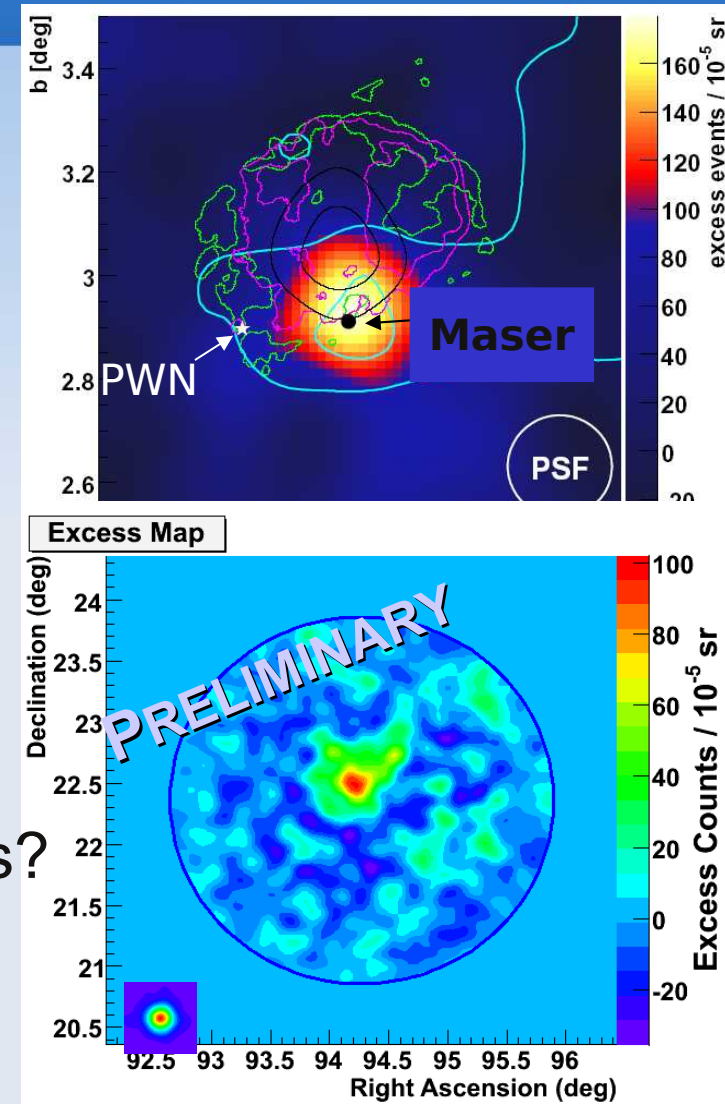 b [deg]
3.4
3.2
3
2.8
2.6
PWN
Maser
PSF
160
140
120
100
80
60
40
20
0
excess events / 10⁻⁵ sr
Excess Map
PRELIMINARY
Declination (deg)
24
23.5
23
22.5
22
21.5
21
20.5
92.5 93 93.5 94 94.5 95 95.5 96
Right Ascension (deg)
100
80
60
40
20
0
-20
Excess Counts / 10⁻⁵ sr
s?